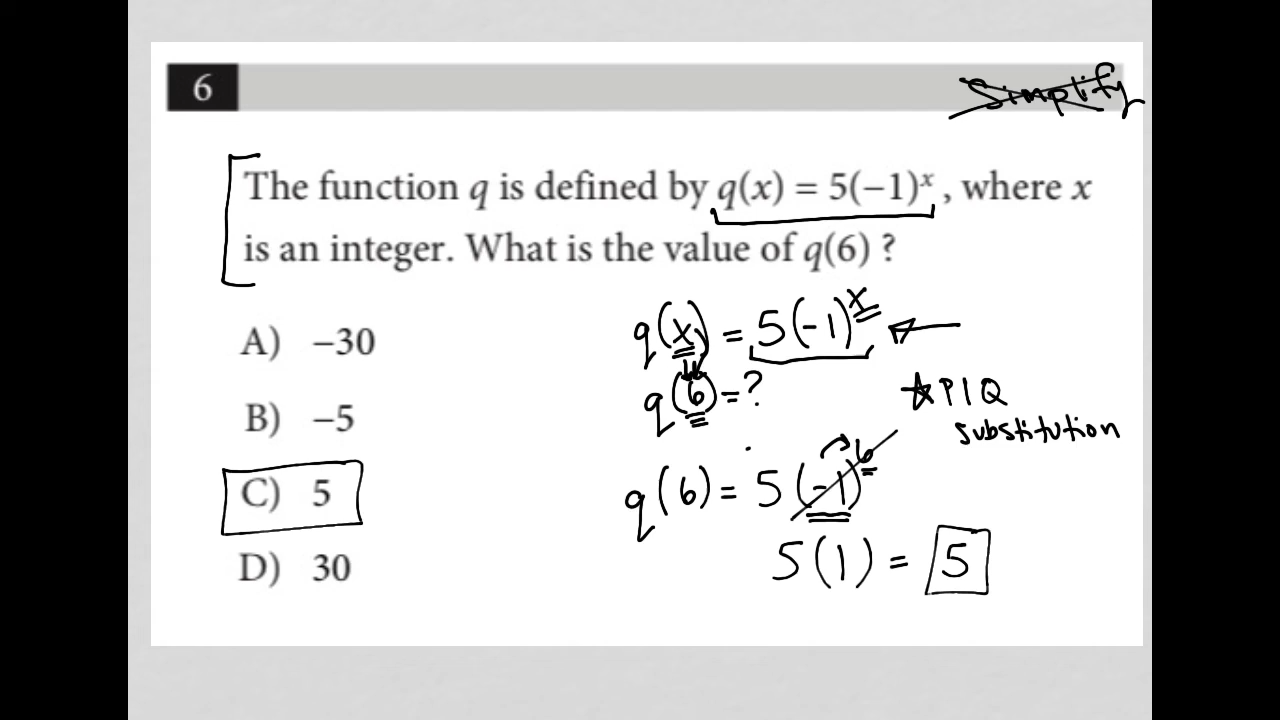 6
Simplify
The function q is defined by q(x) = 5(−1)^x , where x
is an integer. What is the value of q(6) ?
A) −30
B) −5
C) 5
D) 30
q(x) = 5(-1)^x
q(6) = ?
☆ PIQ
substitution
q(6) = 5(-1)^6
5(1) = 5